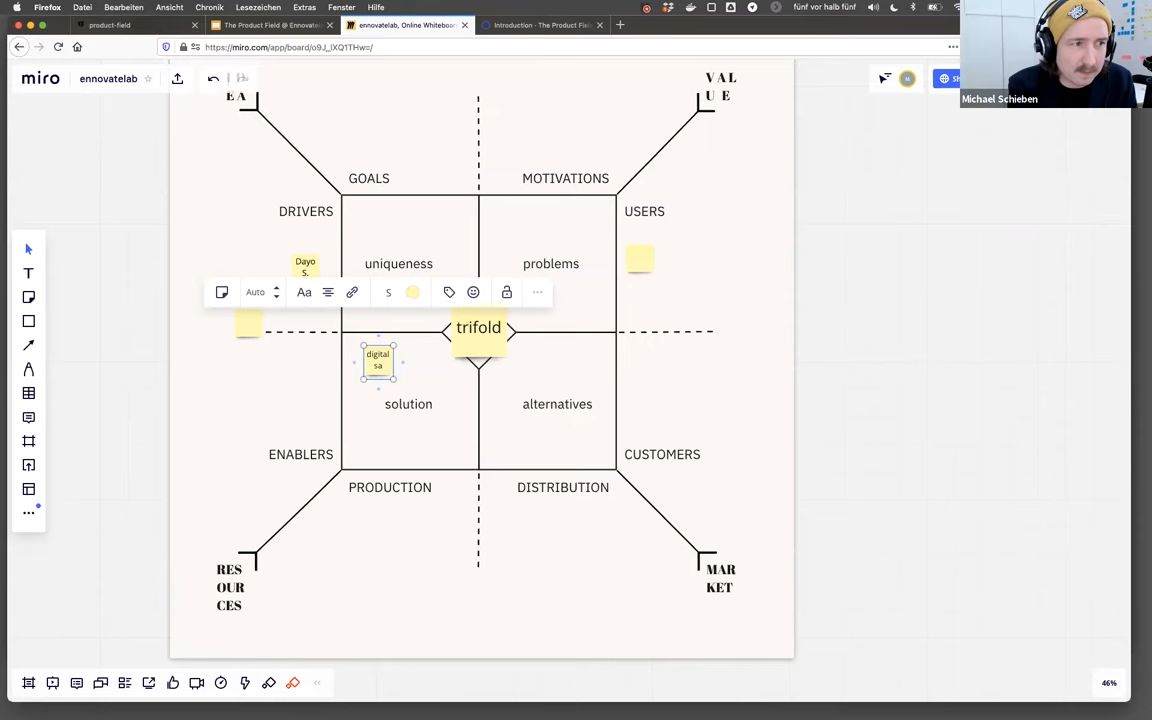 Firefox Datei Bearbeiten Ansicht Chronik Lesezeichen Extras Fenster Hilfe
fünf vor halb fünf
product-field
The Product Field @ Ennovate
ennovatelab, Online Whiteboa
Introduction - The Product Fie
https://miro.com/app/board/o9J_lXQ1THw=/
Michael Schieben
miro ennovatelab
Sh
EA
VAL
U E
GOALS
MOTIVATIONS
DRIVERS
USERS
Dayo
S.
uniqueness
problems
Auto
Aa
S
trifold
digital
sa
solution
alternatives
ENABLERS
CUSTOMERS
PRODUCTION
DISTRIBUTION
RES
OUR
CES
MAR
KET
46%